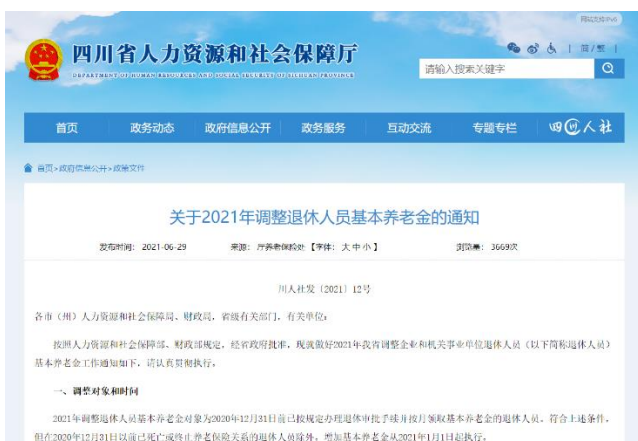 网站支持IPv6
四川省人力资源和社会保障厅
DEPARTMENT OF HUMAN RESOURCES AND SOCIAL SECURITY OF SICHUAN PROVINCE
简/繁
请输入搜索关键字
首页 政务动态 政府信息公开 政务服务 互动交流 专题专栏 四川人社
首页>政府信息公开>政策文件
关于2021年调整退休人员基本养老金的通知
发布时间: 2021-06-29 来源: 厅养老保险处 【字体: 大 中 小 】 浏览量: 3669次
川人社发〔2021〕12号
各市（州）人力资源和社会保障局、财政局，省级有关部门，有关单位:
按照人力资源和社会保障部、财政部规定，经省政府批准，现就做好2021年我省调整企业和机关事业单位退休人员（以下简称退休人员）
基本养老金工作通知如下，请认真贯彻执行。
一、调整对象和时间
2021年调整退休人员基本养老金对象为2020年12月31日前已按规定办理退休审批手续并按月领取基本养老金的退休人员。符合上述条件，
但在2020年12月31日以前已死亡或终止养老保险关系的退休人员除外。增加基本养老金从2021年1月1日起执行。